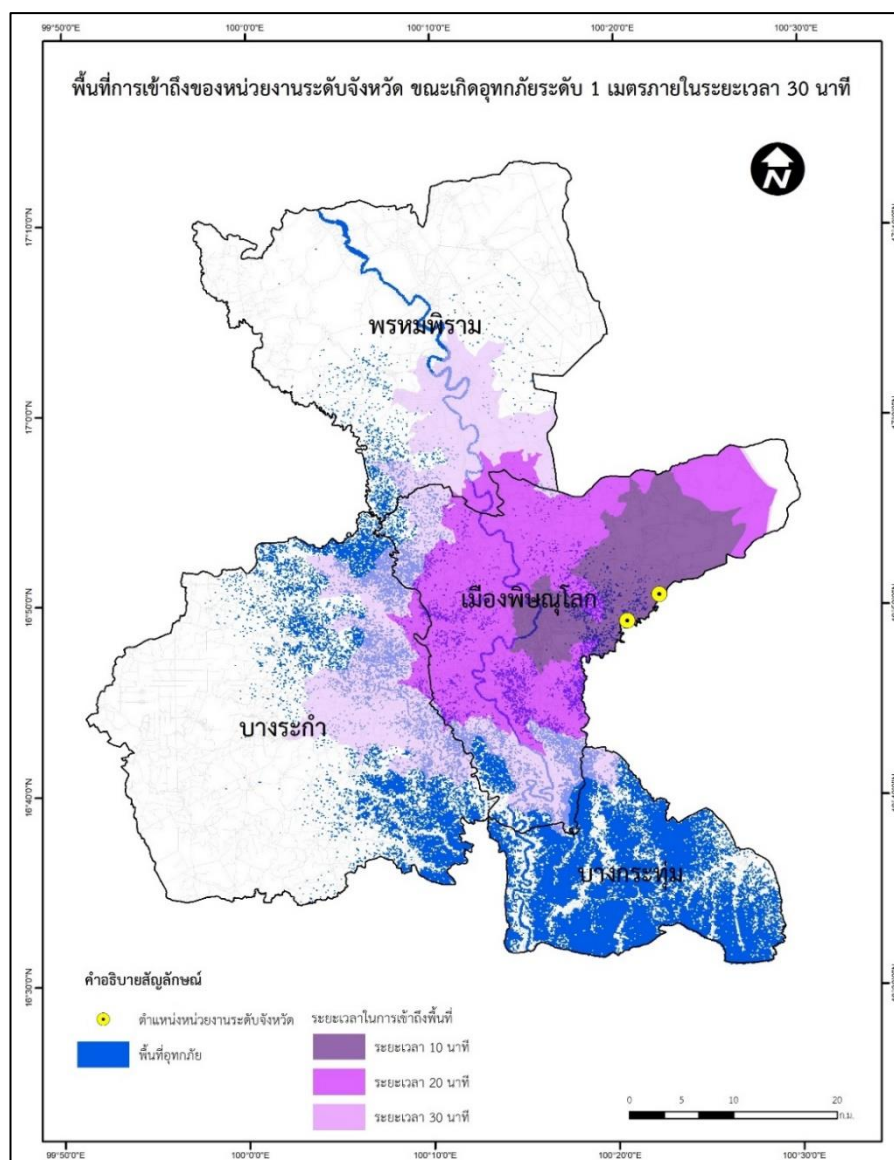 99°50'0"E 100°0'0"E 100°10'0"E 100°20'0"E 100°30'0"E
พื้นที่การเข้าถึงของหน่วยงานระดับจังหวัด ขณะเกิดอุทกภัยระดับ 1 เมตรภายในระยะเวลา 30 นาที
N
17°10'0"N
พรหมพิราม
17°0'0"N
16°50'0"N
เมืองพิษณุโลก
บางระกำ
16°40'0"N
บางกระทุ่ม
16°30'0"N
คำอธิบายสัญลักษณ์
ตำแหน่งหน่วยงานระดับจังหวัด
พื้นที่อุทกภัย
ระยะเวลาในการเข้าถึงพื้นที่
ระยะเวลา 10 นาที
ระยะเวลา 20 นาที
ระยะเวลา 30 นาที
0 5 10 20
ก.ม.
99°50'0"E 100°0'0"E 100°10'0"E 100°20'0"E 100°30'0"E